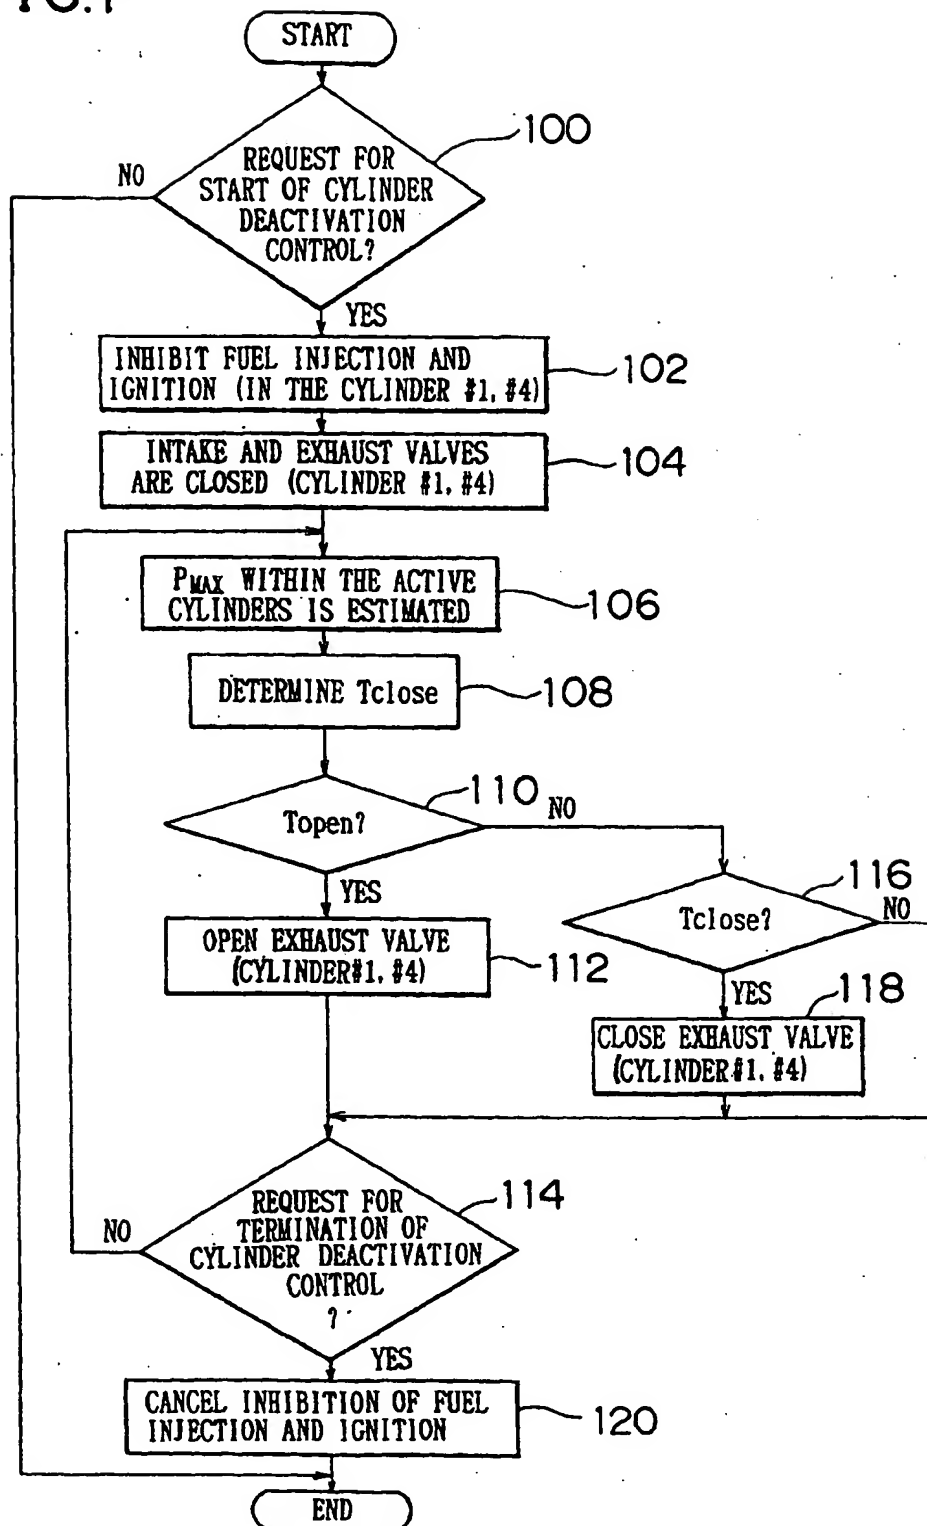 START
100
REQUEST FOR
START OF CYLINDER
DEACTIVATION
CONTROL?
NO
YES
INHIBIT FUEL INJECTION AND
IGNITION (IN THE CYLINDER #1, #4)
102
INTAKE AND EXHAUST VALVES
ARE CLOSED (CYLINDER #1, #4)
104
PMAX WITHIN THE ACTIVE
CYLINDERS IS ESTIMATED
106
DETERMINE Tclose
108
Topen?
110
NO
YES
OPEN EXHAUST VALVE
(CYLINDER#1, #4)
112
Tclose?
116
NO
YES
118
CLOSE EXHAUST VALVE
(CYLINDER#1, #4)
REQUEST FOR
TERMINATION OF
CYLINDER DEACTIVATION
CONTROL
?
114
NO
YES
CANCEL INHIBITION OF FUEL
INJECTION AND IGNITION
120
END